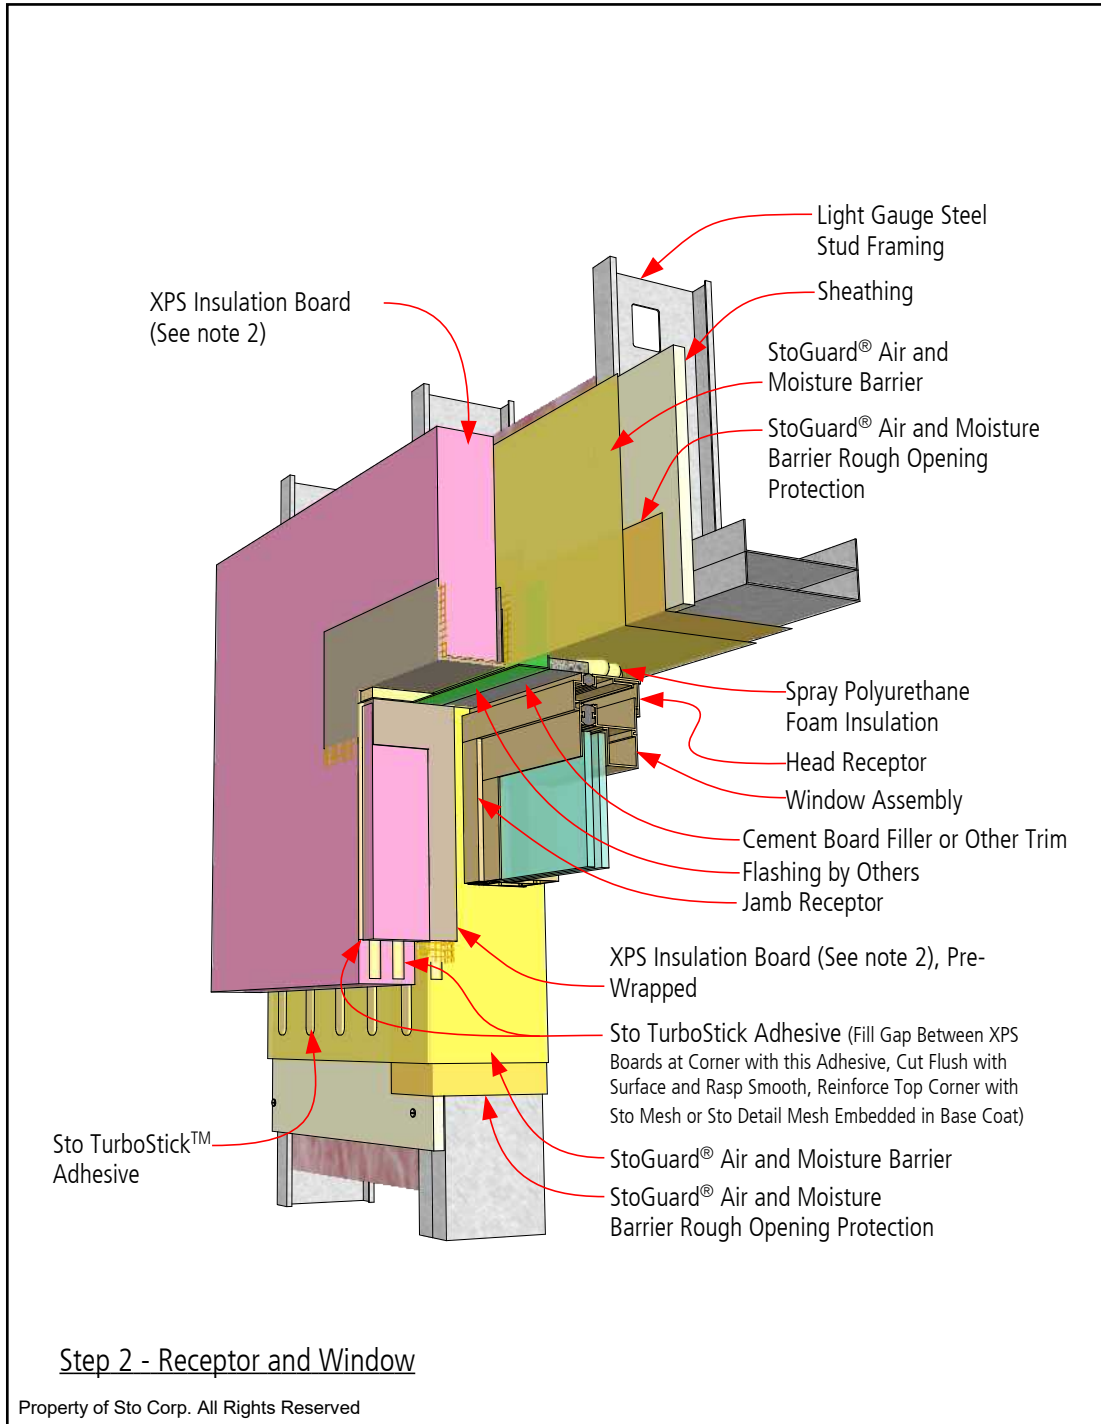 Light Gauge Steel
Stud Framing
XPS Insulation Board
(See note 2)
Sheathing
StoGuard® Air and
Moisture Barrier
StoGuard® Air and Moisture
Barrier Rough Opening
Protection
Spray Polyurethane
Foam Insulation
Head Receptor
Window Assembly
Cement Board Filler or Other Trim
Flashing by Others
Jamb Receptor
XPS Insulation Board (See note 2), Pre-
Wrapped
Sto TurboStick Adhesive (Fill Gap Between XPS
Boards at Corner with this Adhesive, Cut Flush with
Surface and Rasp Smooth, Reinforce Top Corner with
Sto Mesh or Sto Detail Mesh Embedded in Base Coat)
Sto TurboStick™
Adhesive
StoGuard® Air and Moisture Barrier
StoGuard® Air and Moisture
Barrier Rough Opening Protection
Step 2 - Receptor and Window
Property of Sto Corp. All Rights Reserved